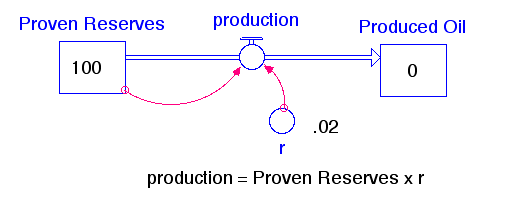 Proven Reserves
production
Produced Oil
100
0
.02
r
production = Proven Reserves x r